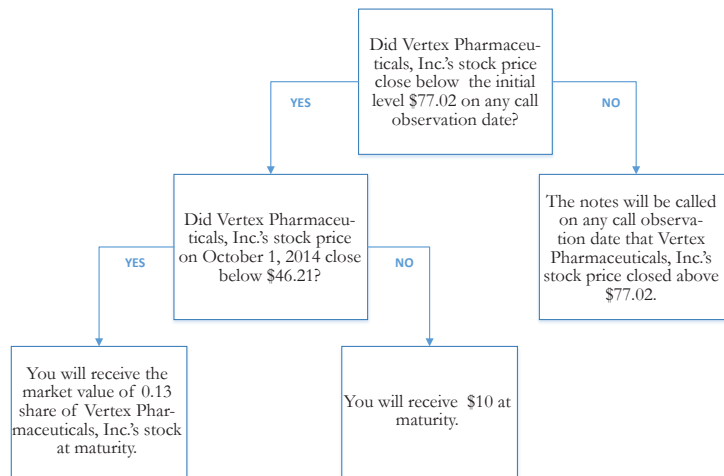 Did Vertex Pharmaceu-
ticals, Inc.'s stock price
close below the initial
level $77.02 on any call
observation date?
YES
NO
Did Vertex Pharmaceu-
ticals, Inc.'s stock price
on October 1, 2014 close
below $46.21?
The notes will be called
on any call observa-
tion date that Vertex
Pharmaceuticals, Inc.'s
stock price closed above
$77.02.
YES
NO
You will receive the
market value of 0.13
share of Vertex Phar-
maceuticals, Inc.'s stock
at maturity.
You will receive $10 at
maturity.